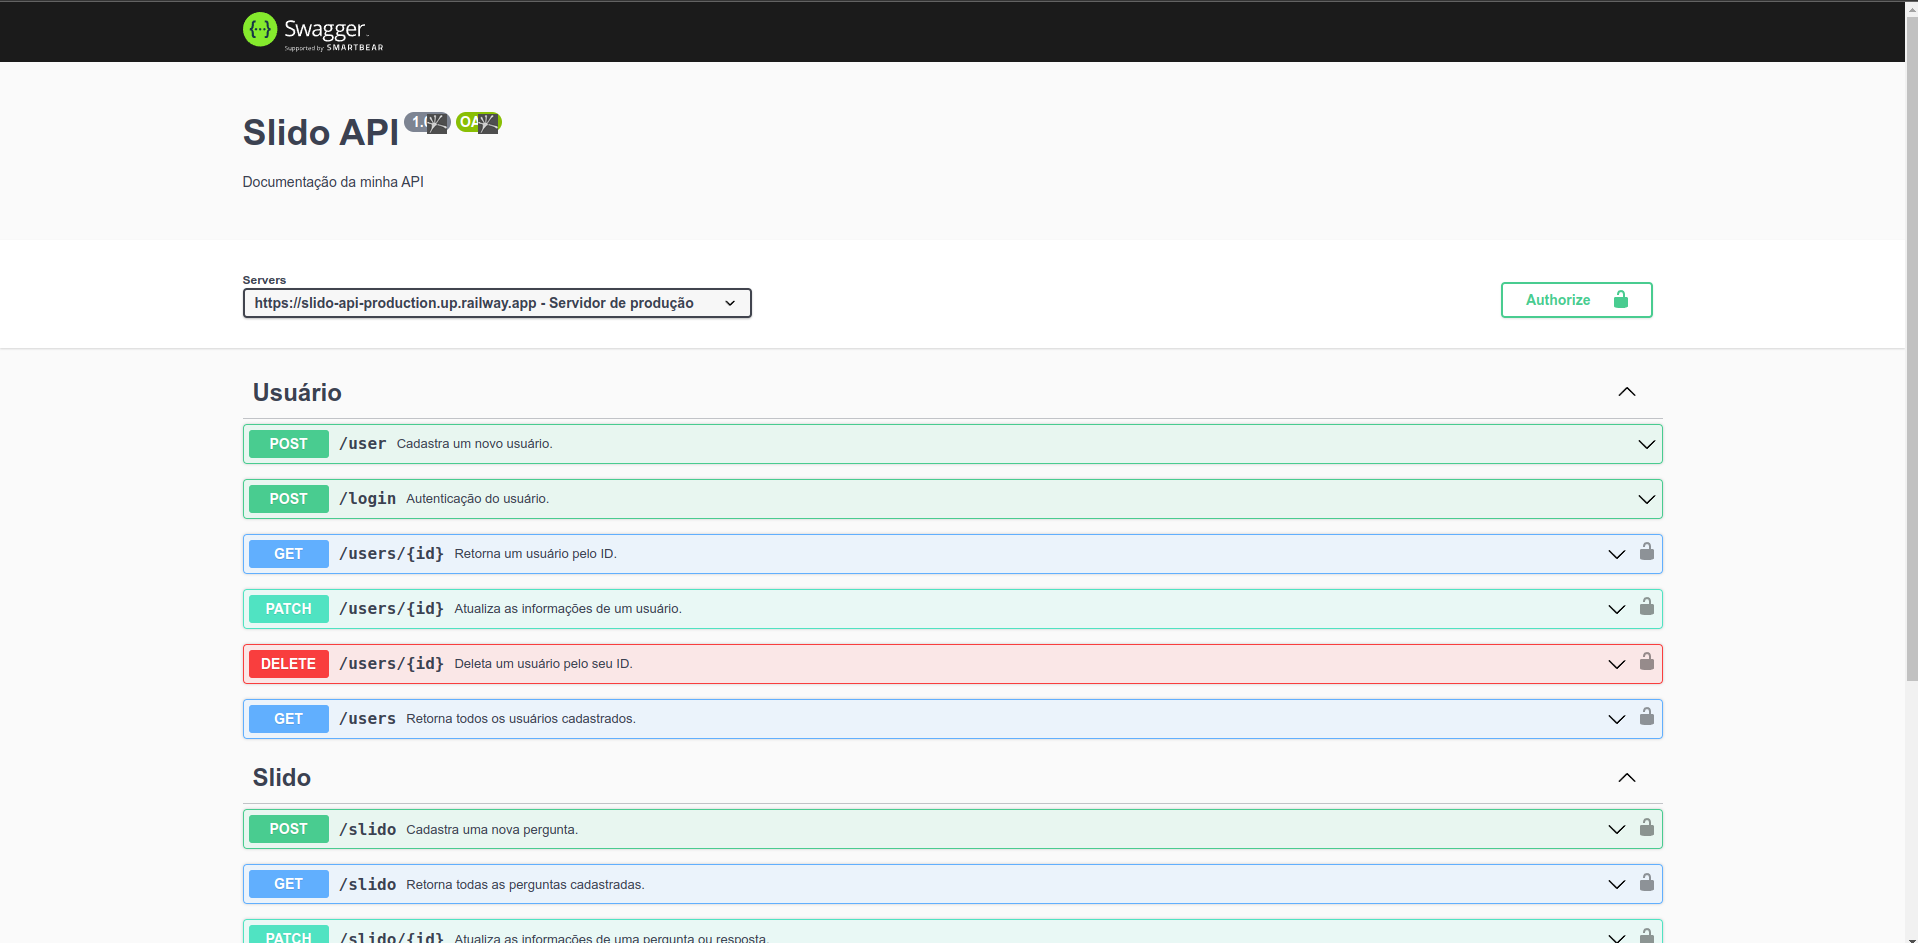 Swagger
Supported by SMARTBEAR
Slido API
Documentação da minha API
Servers
https://slido-api-production.up.railway.app - Servidor de produção
Authorize
Usuário
POST /user Cadastra um novo usuário.
POST /login Autenticação do usuário.
GET /users/{id} Retorna um usuário pelo ID.
PATCH /users/{id} Atualiza as informações de um usuário.
DELETE /users/{id} Deleta um usuário pelo seu ID.
GET /users Retorna todos os usuários cadastrados.
Slido
POST /slido Cadastra uma nova pergunta.
GET /slido Retorna todas as perguntas cadastradas.
PATCH /slido/{id} Atualiza as informações de uma pergunta ou resposta.